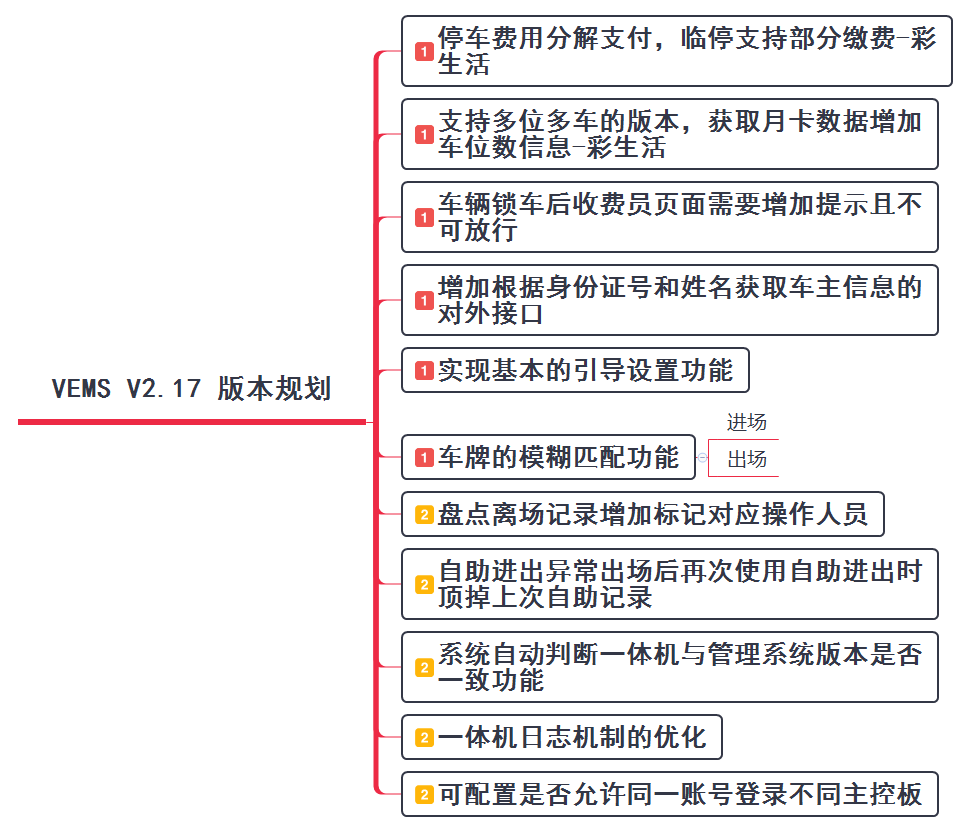 VEMS V2.17 版本规划
1 停车费用分解支付，临停支持部分缴费-彩
生活
1 支持多位多车的版本，获取月卡数据增加
车位数信息-彩生活
1 车辆锁车后收费员页面需要增加提示且不
可放行
1 增加根据身份证号和姓名获取车主信息的
对外接口
1 实现基本的引导设置功能
1 车牌的模糊匹配功能
进场
出场
2 盘点离场记录增加标记对应操作人员
2 自助进出异常出场后再次使用自助进出时
顶掉上次自助记录
2 系统自动判断一体机与管理系统版本是否
一致功能
2 一体机日志机制的优化
2 可配置是否允许同一账号登录不同主控板